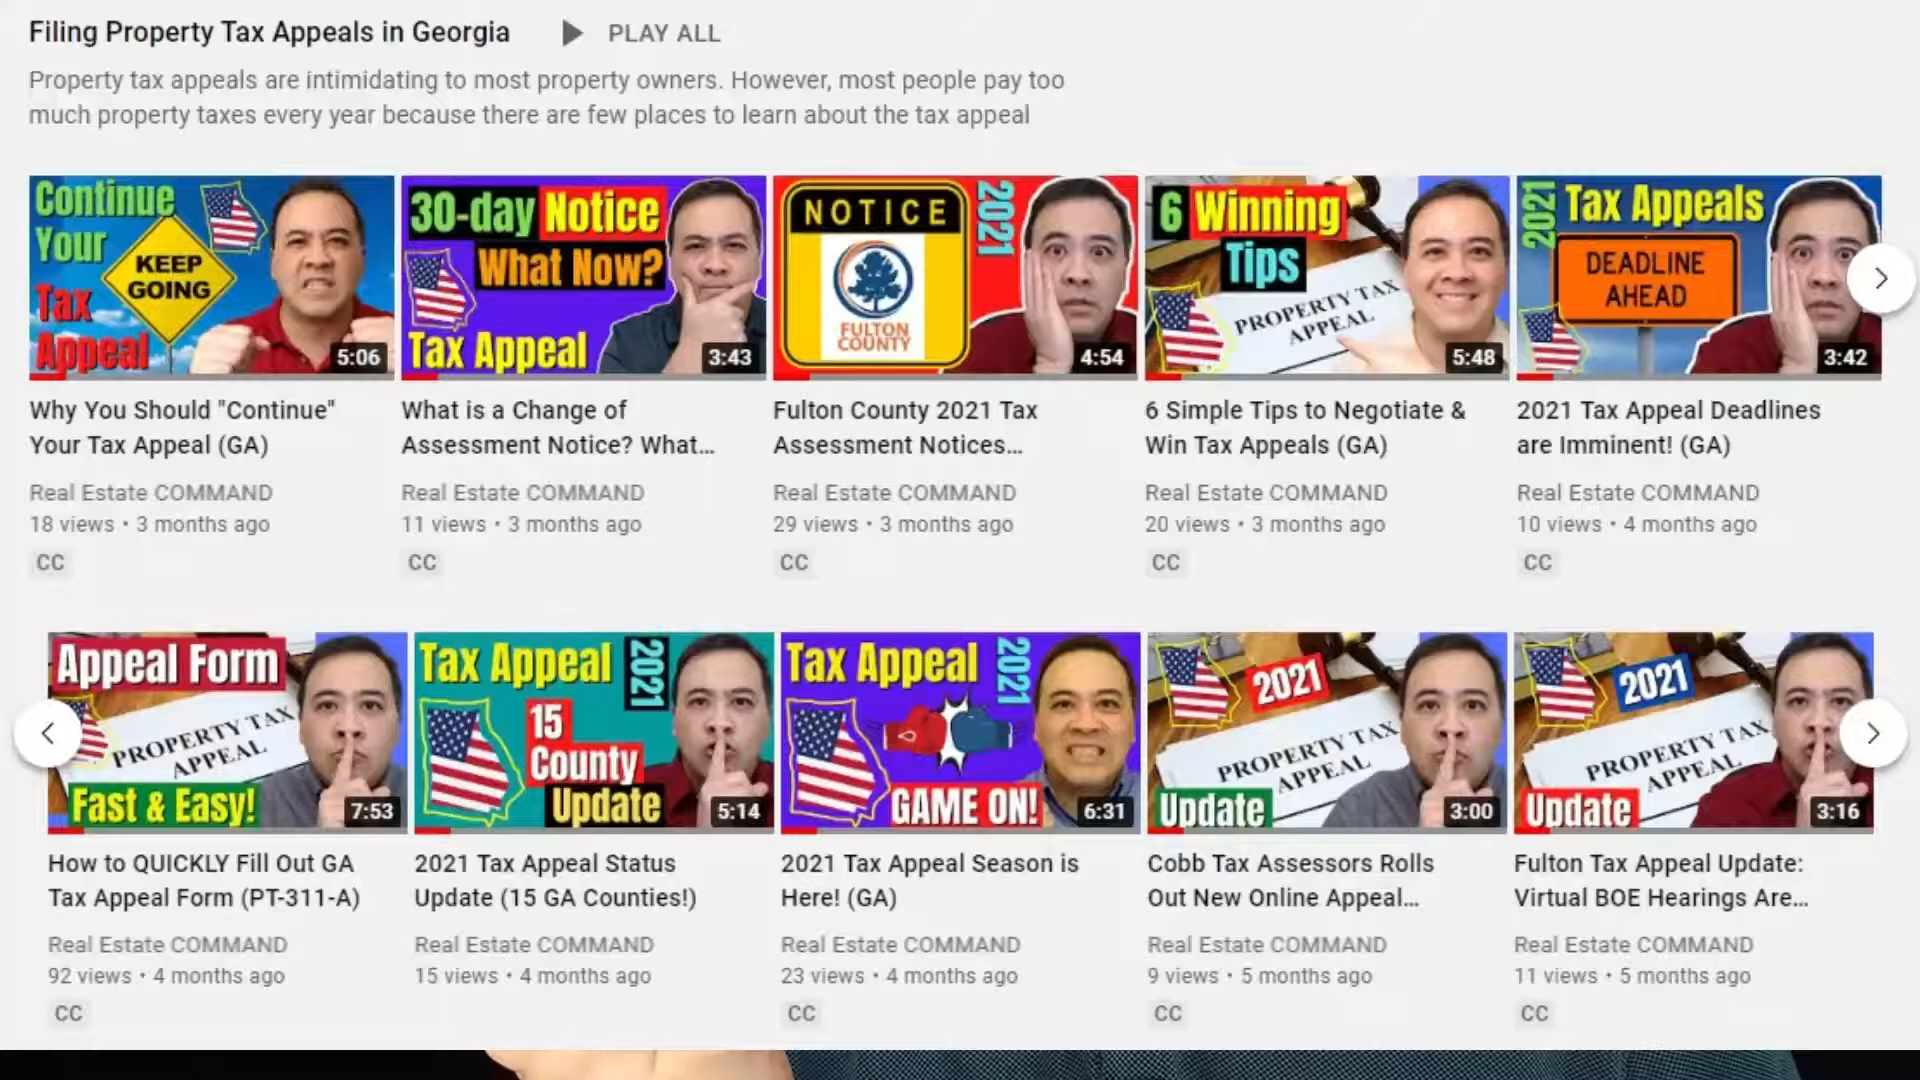 Filing Property Tax Appeals in Georgia PLAY ALL
Property tax appeals are intimidating to most property owners. However, most people pay too
much property taxes every year because there are few places to learn about the tax appeal
Continue
Your
Tax
Appeal
KEEP
GOING
5:06
30-day Notice
What Now?
Tax Appeal
3:43
NOTICE
2021
FULTON
COUNTY
4:54
6 Winning
Tips
PROPERTY TAX
APPEAL
5:48
2021
Tax Appeals
DEADLINE
AHEAD
3:42
Why You Should "Continue"
Your Tax Appeal (GA)
Real Estate COMMAND
18 views • 3 months ago
CC
What is a Change of
Assessment Notice? What...
Real Estate COMMAND
11 views • 3 months ago
CC
Fulton County 2021 Tax
Assessment Notices...
Real Estate COMMAND
29 views • 3 months ago
CC
6 Simple Tips to Negotiate &
Win Tax Appeals (GA)
Real Estate COMMAND
20 views • 3 months ago
CC
2021 Tax Appeal Deadlines
are Imminent! (GA)
Real Estate COMMAND
10 views • 4 months ago
CC
Appeal Form
PROPERTY TAX
APPEAL
Fast & Easy!
7:53
Tax Appeal
2021
15
County
Update
5:14
Tax Appeal
2021
GAME ON!
6:31
2021
PROPERTY TAX
APPEAL
Update
3:00
2021
PROPERTY TAX
APPEAL
Update
3:16
How to QUICKLY Fill Out GA
Tax Appeal Form (PT-311-A)
Real Estate COMMAND
92 views • 4 months ago
CC
2021 Tax Appeal Status
Update (15 GA Counties!)
Real Estate COMMAND
15 views • 4 months ago
2021 Tax Appeal Season is
Here! (GA)
Real Estate COMMAND
23 views • 4 months ago
CC
Cobb Tax Assessors Rolls
Out New Online Appeal...
Real Estate COMMAND
9 views • 5 months ago
CC
Fulton Tax Appeal Update:
Virtual BOE Hearings Are...
Real Estate COMMAND
11 views • 5 months ago
CC